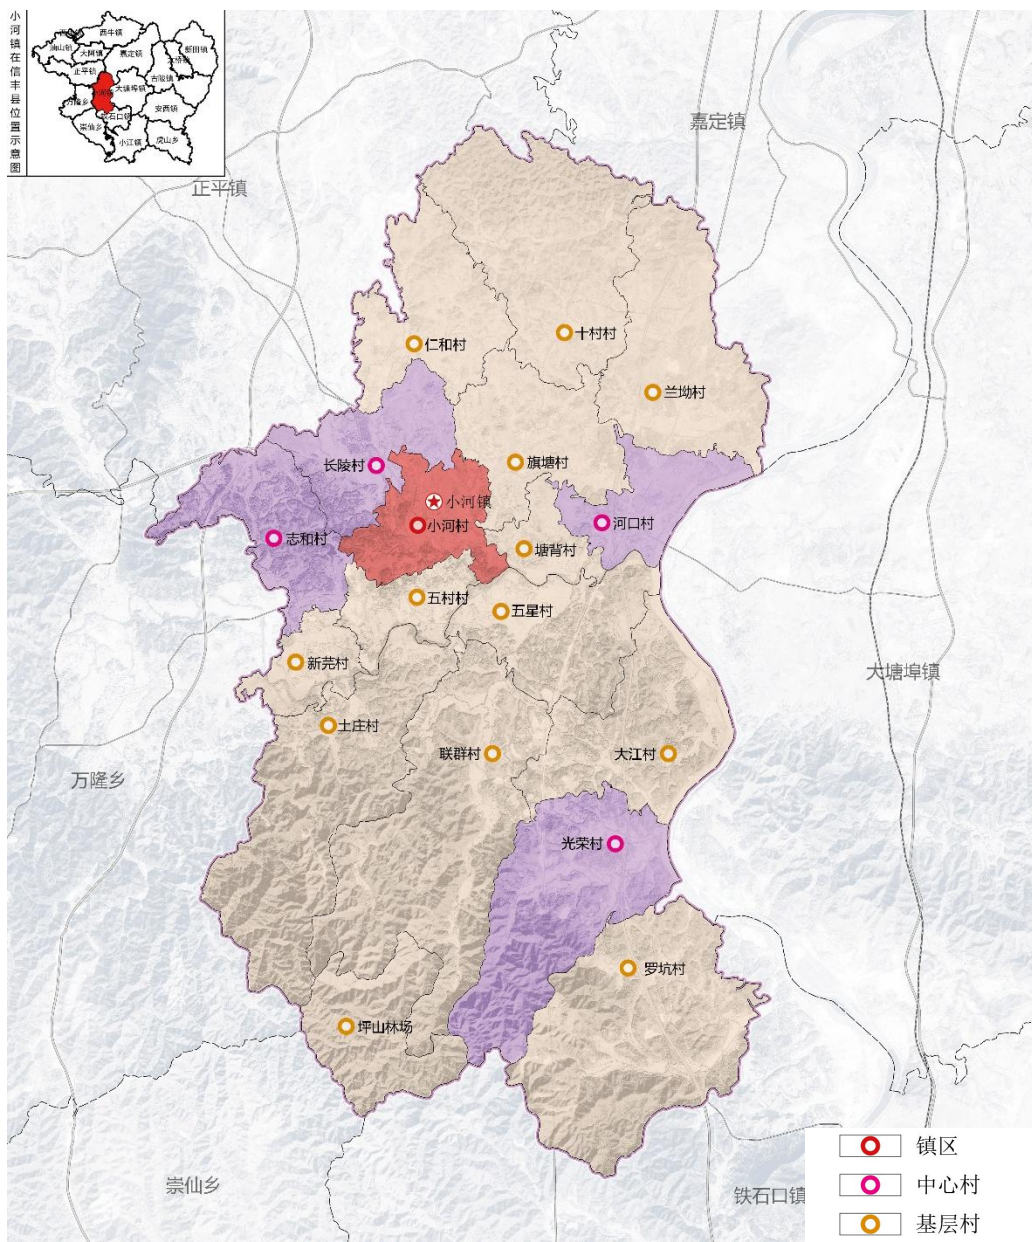 小河镇在信丰县位置示意图
西牛镇
油山镇
大阿镇
嘉定镇
新田镇
大桥镇
正平镇
古陂镇
大塘埠镇
万隆乡
安西镇
铁石口镇
崇仙乡
小江镇
虎山乡
嘉定镇
正平镇
仁和村
十村村
兰坳村
长陵村
旗塘村
小河镇
小河村
河口村
志和村
塘背村
五村村
五星村
新芫村
大塘埠镇
土庄村
联群村
大江村
万隆乡
光荣村
罗坑村
坪山林场
崇仙乡
铁石口镇
镇区
中心村
基层村